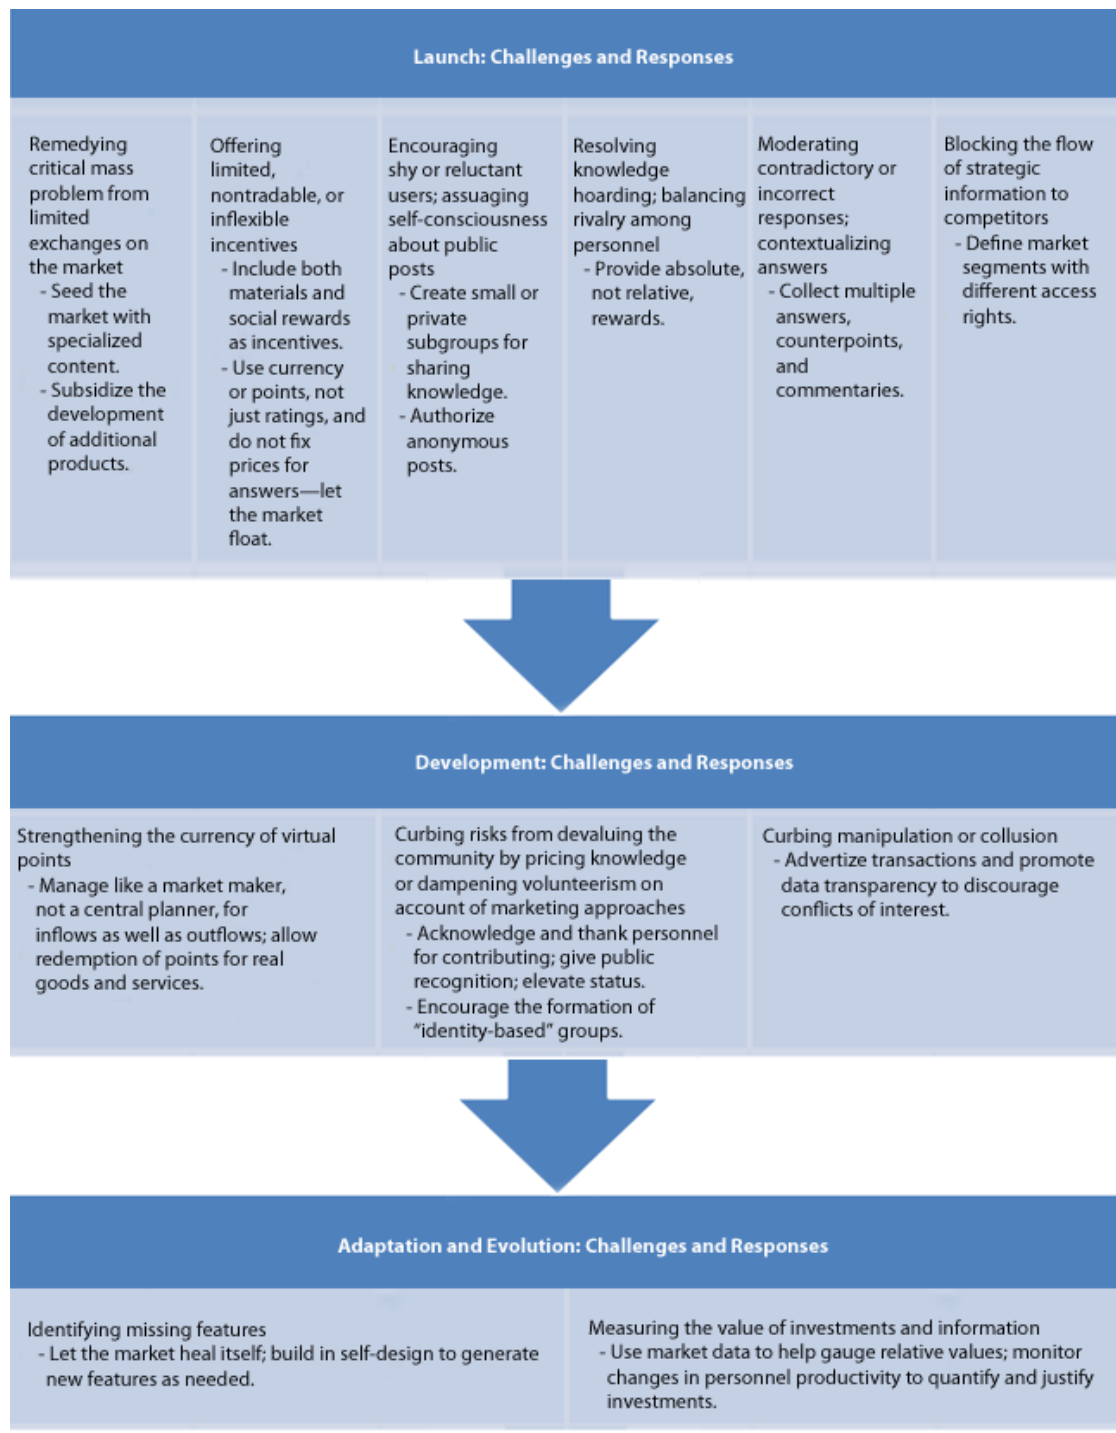 Launch: Challenges and Responses
Remedying
critical mass
problem from
limited
exchanges on
the market
- Seed the
market with
specialized
content.
- Subsidize the
development
of additional
products.
Offering
limited,
nontradable, or
inflexible
incentives
- Include both
materials and
social rewards
as incentives.
- Use currency
or points, not
just ratings, and
do not fix
prices for
answers—let
the market
float.
Encouraging
shy or reluctant
users; assuaging
self-consciousness
about public
posts
- Create small or
private
subgroups for
sharing
knowledge.
- Authorize
anonymous
posts.
Resolving
knowledge
hoarding; balancing
rivalry among
personnel
- Provide absolute,
not relative,
rewards.
Moderating
contradictory or
incorrect
responses;
contextualizing
answers
- Collect multiple
answers,
counterpoints,
and
commentaries.
Blocking the flow
of strategic
information to
competitors
- Define market
segments with
different access
rights.
Development: Challenges and Responses
Strengthening the currency of virtual
points
- Manage like a market maker,
not a central planner, for
inflows as well as outflows; allow
redemption of points for real
goods and services.
Curbing risks from devaluing the
community by pricing knowledge
or dampening volunteerism on
account of marketing approaches
- Acknowledge and thank personnel
for contributing; give public
recognition; elevate status.
- Encourage the formation of
“identity-based” groups.
Curbing manipulation or collusion
- Advertize transactions and promote
data transparency to discourage
conflicts of interest.
Adaptation and Evolution: Challenges and Responses
Identifying missing features
- Let the market heal itself; build in self-design to generate
new features as needed.
Measuring the value of investments and information
- Use market data to help gauge relative values; monitor
changes in personnel productivity to quantify and justify
investments.